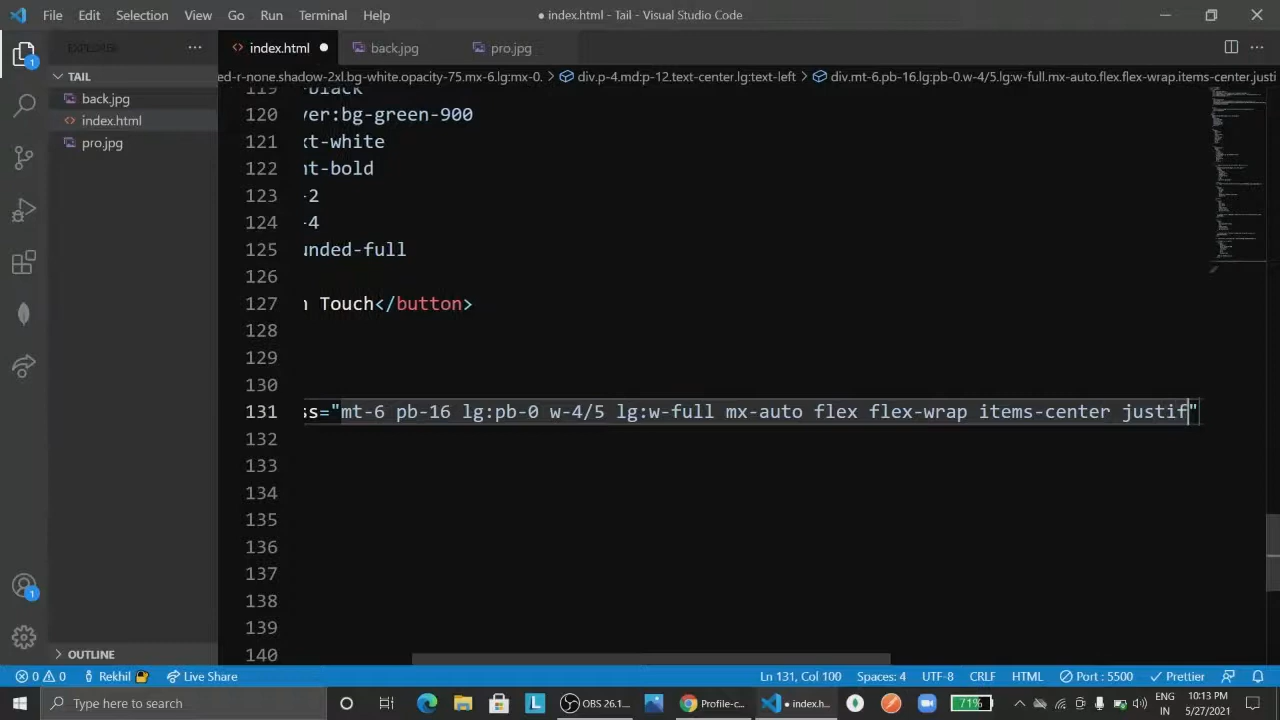 File Edit Selection View Go Run Terminal Help
● index.html - Tail - Visual Studio Code
EXPLORER
index.html
back.jpg
pro.jpg
TAIL
ed-r-none.shadow-2xl.bg-white.opacity-75.mx-6.lg:mx-0. > div.p-4.md:p-12.text-center.lg:text-left > div.mt-6.pb-16.lg:pb-0.w-4/5.lg:w-full.mx-auto.flex.flex-wrap.items-center.justi
back.jpg
index.html
pro.jpg
119 -black
120 ver:bg-green-900
121 xt-white
122 nt-bold
123 -2
124 -4
125 unded-full
126
127 n Touch</button>
128
129
130
131 ss="mt-6 pb-16 lg:pb-0 w-4/5 lg:w-full mx-auto flex flex-wrap items-center justif"
132
133
134
135
136
137
138
139
140
1
1
OUTLINE
0 0 Rekhil Live Share
Ln 131, Col 100 Spaces: 4 UTF-8 CRLF HTML Port : 5500 Prettier
Type here to search
L
OBS 26.1...
Profile-c...
● index.h...
71%
ENG
IN
10:13 PM
5/27/2021